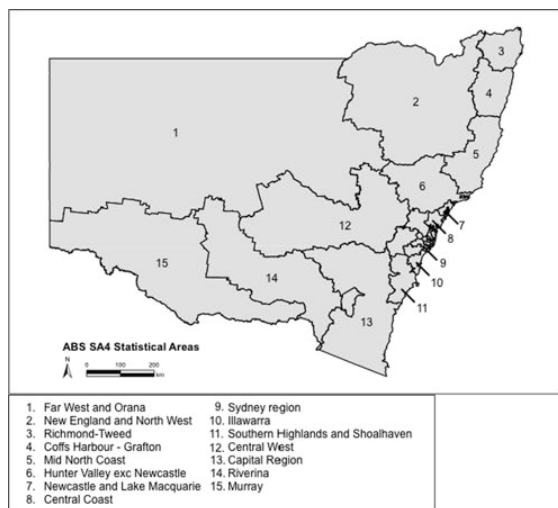 3
2
4
1
5
6
12
7
8
9
15
14
10
11
13
ABS SA4 Statistical Areas
N
0 100 200
km
1. Far West and Orana
2. New England and North West
3. Richmond-Tweed
4. Coffs Harbour - Grafton
5. Mid North Coast
6. Hunter Valley exc Newcastle
7. Newcastle and Lake Macquarie
8. Central Coast
9. Sydney region
10. Illawarra
11. Southern Highlands and Shoalhaven
12. Central West
13. Capital Region
14. Riverina
15. Murray